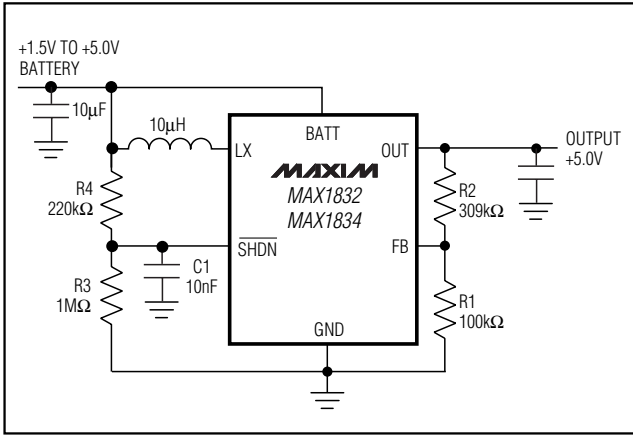 +1.5V TO +5.0V
BATTERY
10µF
10µH
LX
BATT
OUT
OUTPUT
+5.0V
MAXIM
MAX1832
MAX1834
R4
220kΩ
R2
309kΩ
SHDN
FB
C1
10nF
R3
1MΩ
R1
100kΩ
GND